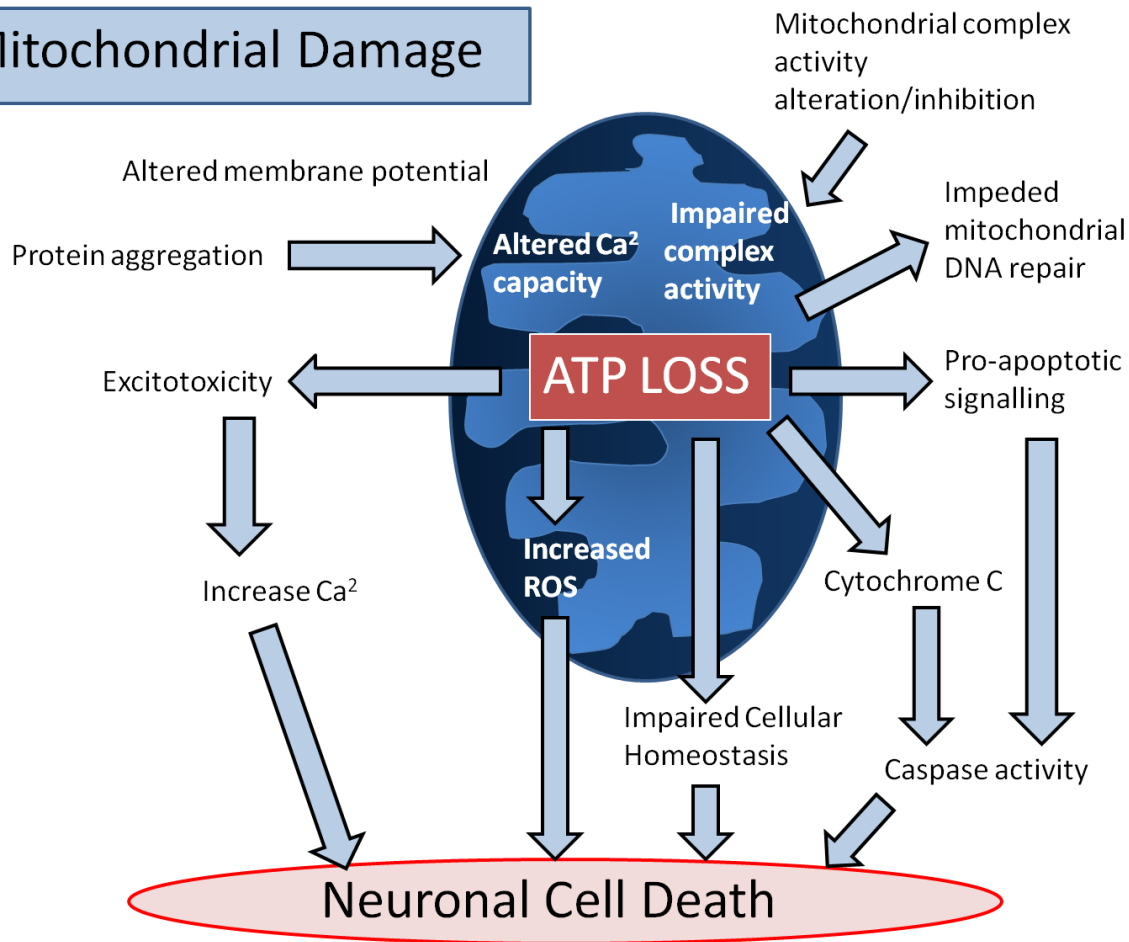 Mitochondrial Damage
Mitochondrial complex
activity
alteration/inhibition
Altered membrane potential
Protein aggregation
Altered Ca²
capacity
Impaired
complex
activity
Impeded
mitochondrial
DNA repair
ATP LOSS
Excitotoxicity
Pro-apoptotic
signalling
Increased
ROS
Increase Ca²
Cytochrome C
Impaired Cellular
Homeostasis
Caspase activity
Neuronal Cell Death